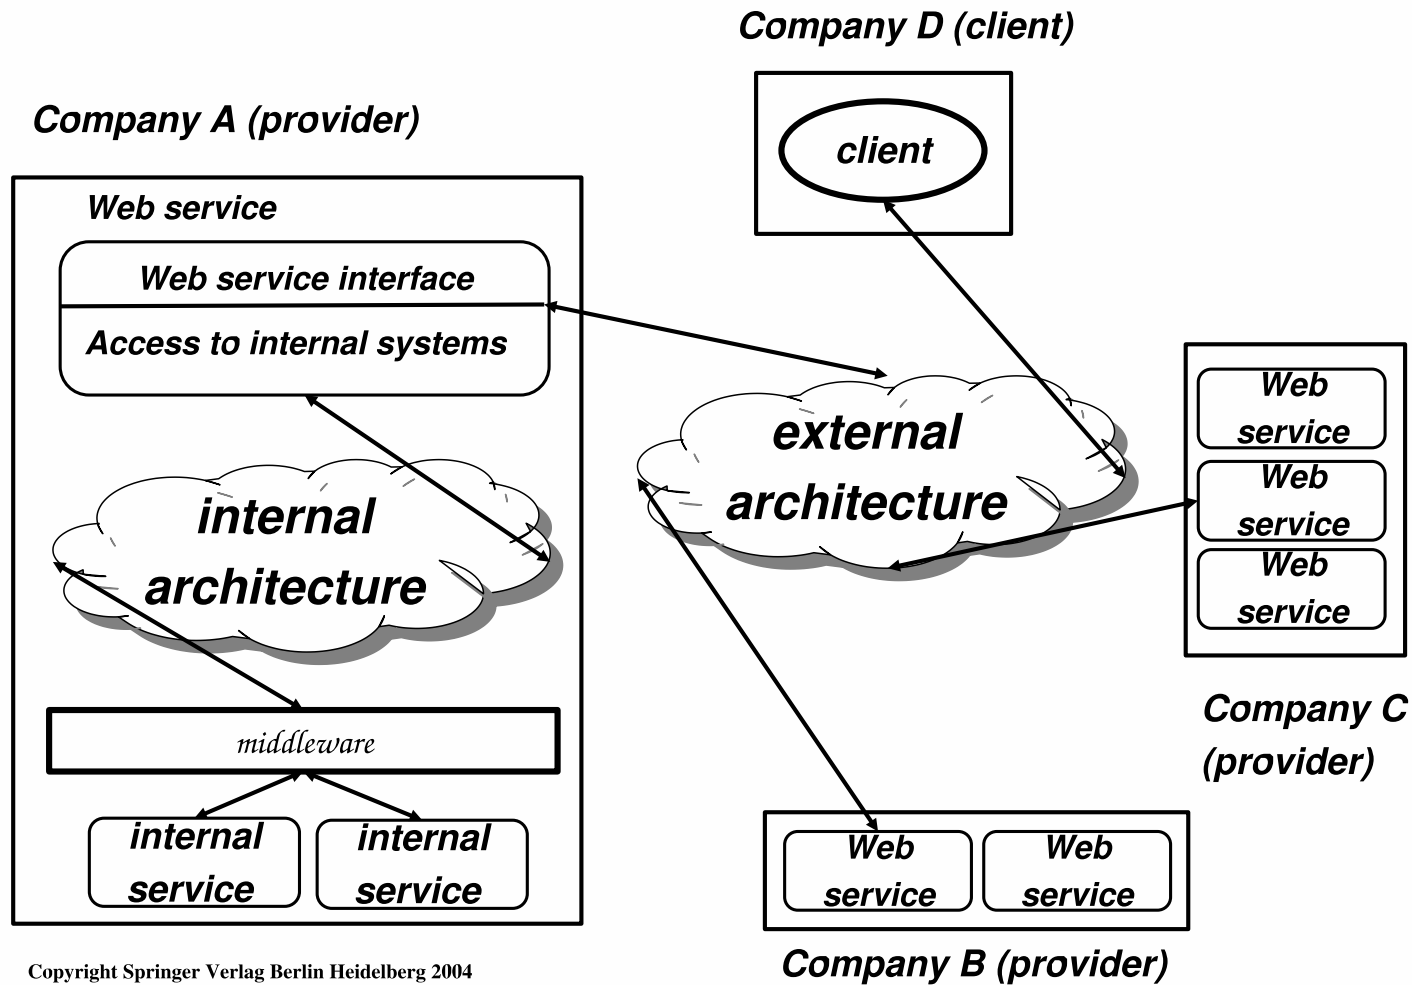 Company D (client)
client
Company A (provider)
Web service
Web service interface
Access to internal systems
internal
architecture
middleware
internal
service
internal
service
external
architecture
Web
service
Web
service
Web
service
Company C
(provider)
Web
service
Web
service
Company B (provider)
Copyright Springer Verlag Berlin Heidelberg 2004